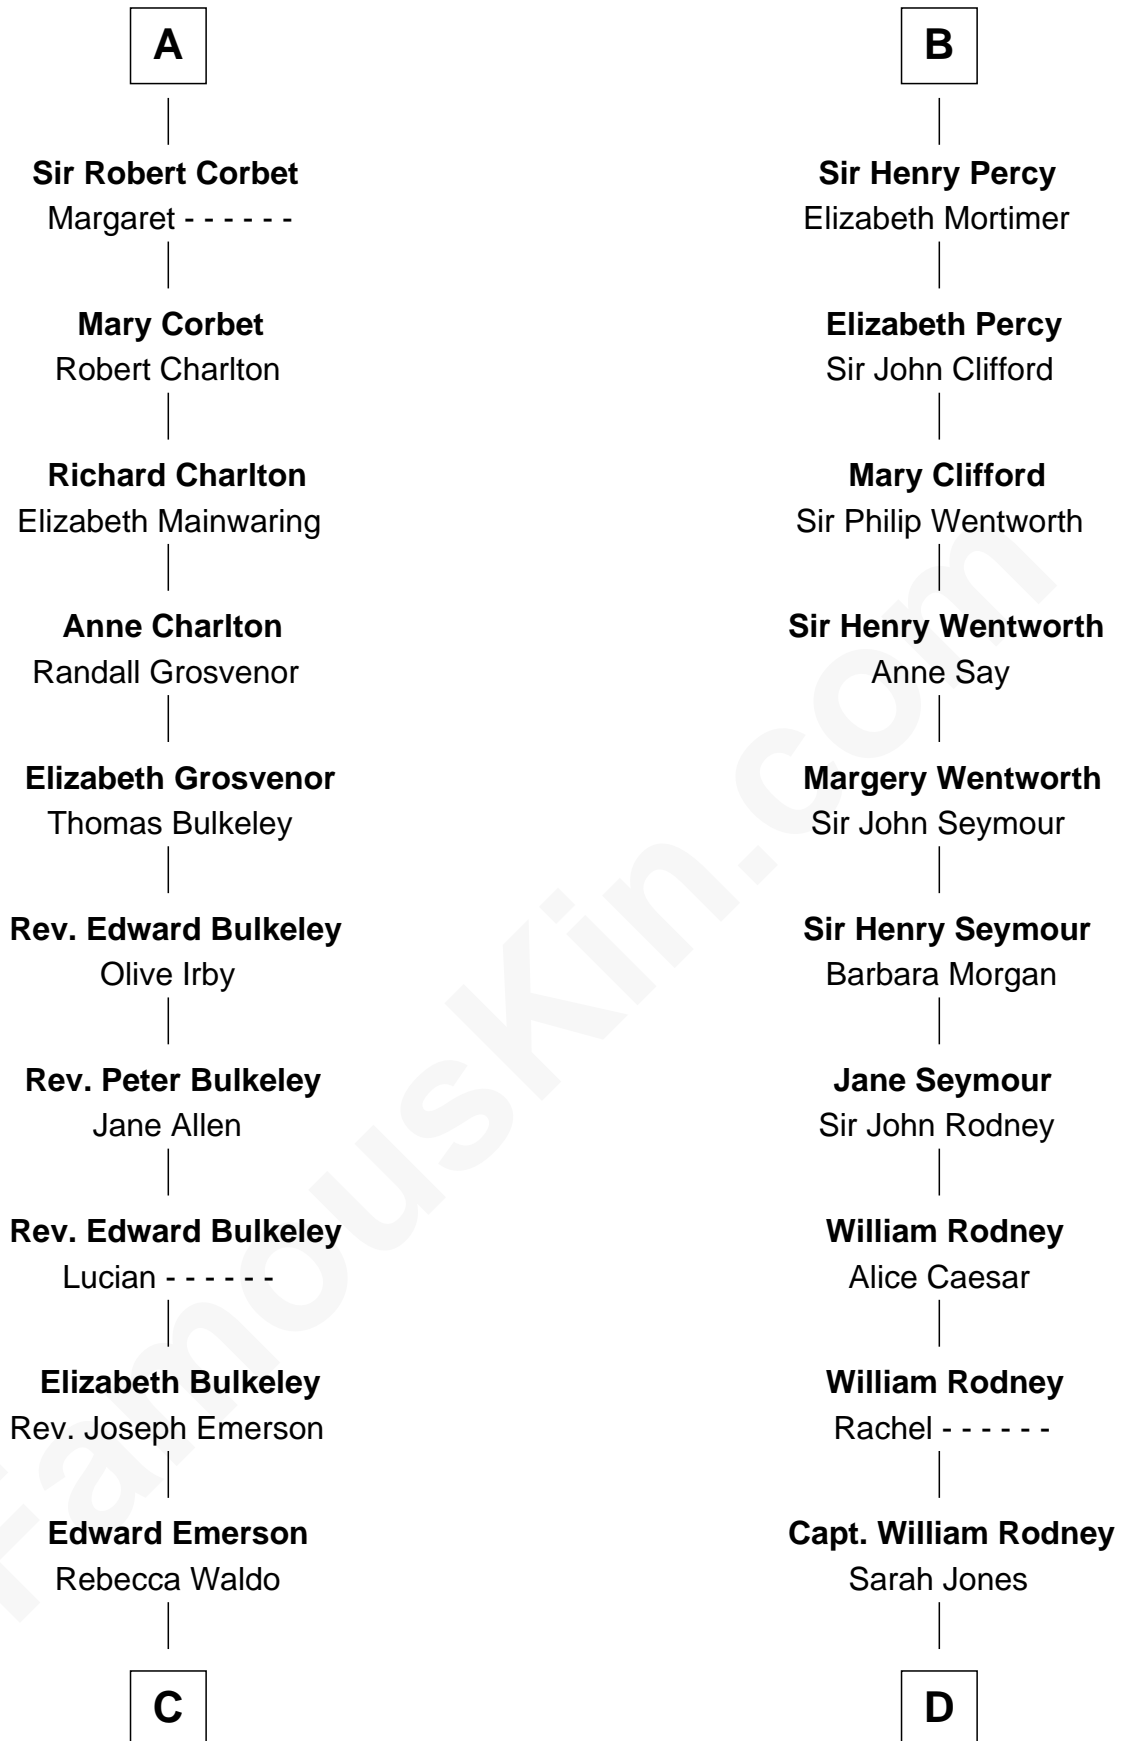 A
Sir Robert Corbet
Margaret - - - - - -
Mary Corbet
Robert Charlton
Richard Charlton
Elizabeth Mainwaring
Anne Charlton
Randall Grosvenor
Elizabeth Grosvenor
Thomas Bulkeley
Rev. Edward Bulkeley
Olive Irby
Rev. Peter Bulkeley
Jane Allen
Rev. Edward Bulkeley
Lucian - - - - - -
Elizabeth Bulkeley
Rev. Joseph Emerson
Edward Emerson
Rebecca Waldo
C
B
Sir Henry Percy
Elizabeth Mortimer
Elizabeth Percy
Sir John Clifford
Mary Clifford
Sir Philip Wentworth
Sir Henry Wentworth
Anne Say
Margery Wentworth
Sir John Seymour
Sir Henry Seymour
Barbara Morgan
Jane Seymour
Sir John Rodney
William Rodney
Alice Caesar
William Rodney
Rachel - - - - - -
Capt. William Rodney
Sarah Jones
D
FamousKin.com